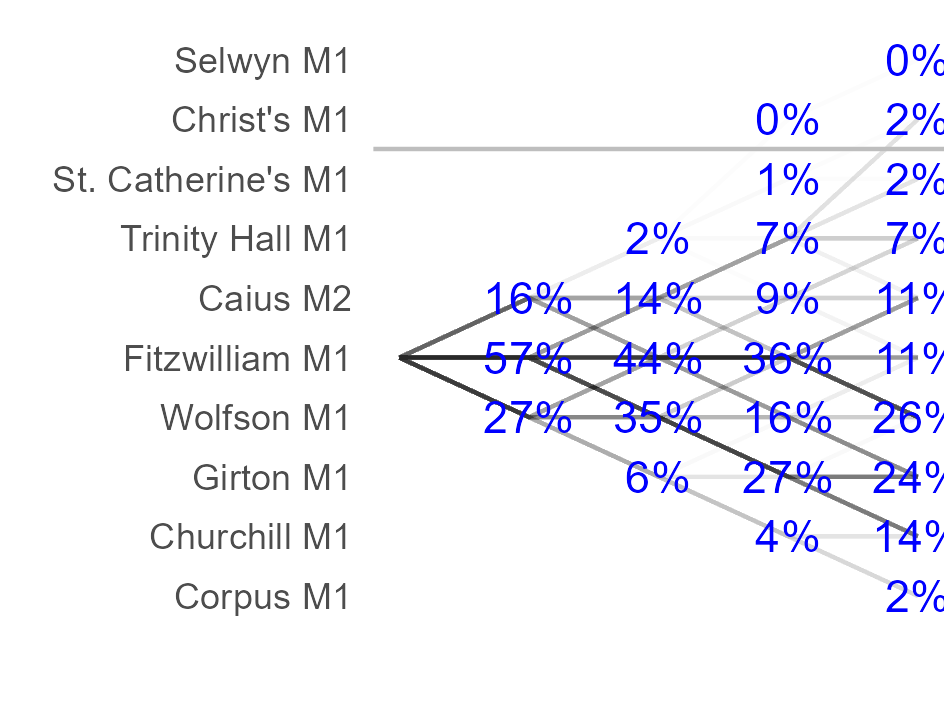 Selwyn M1 0%
Christ's M1 0% 2%
St. Catherine's M1 1% 2%
Trinity Hall M1 2% 7% 7%
Caius M2 16% 14% 9% 11%
Fitzwilliam M1 57% 44% 36% 11%
Wolfson M1 27% 35% 16% 26%
Girton M1 6% 27% 24%
Churchill M1 4% 14%
Corpus M1 2%